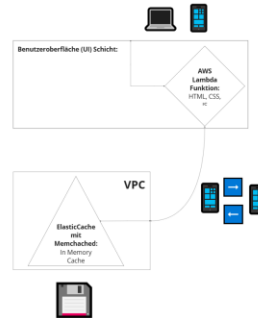 Benutzeroberfläche (UI) Schicht:
AWS
Lambda
Funktion:
HTML, CSS,
VPC
ElasticCache
mit
Memchached:
In Memory
Cache